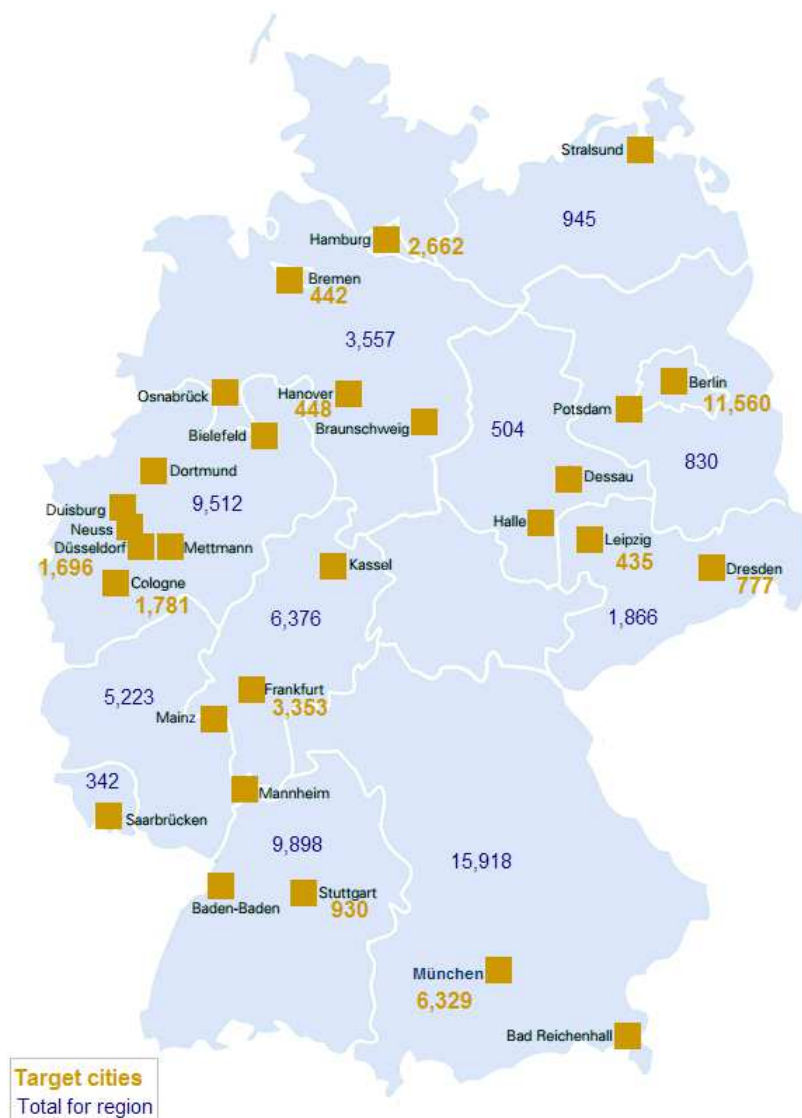 Stralsund
945
Hamburg
2,662
Bremen
442
3,557
Osnabrück
Hanover
448
Berlin
11,560
Potsdam
Bielefeld
Braunschweig
504
830
Dortmund
Dessau
Duisburg
9,512
Neuss
Halle
Düsseldorf
Mettmann
1,696
Leipzig
435
Kassel
Dresden
777
Cologne
1,781
6,376
1,866
5,223
Frankfurt
3,353
Mainz
342
Mannheim
Saarbrücken
9,898
15,918
Stuttgart
930
Baden-Baden
München
6,329
Bad Reichenhall
Target cities
Total for region